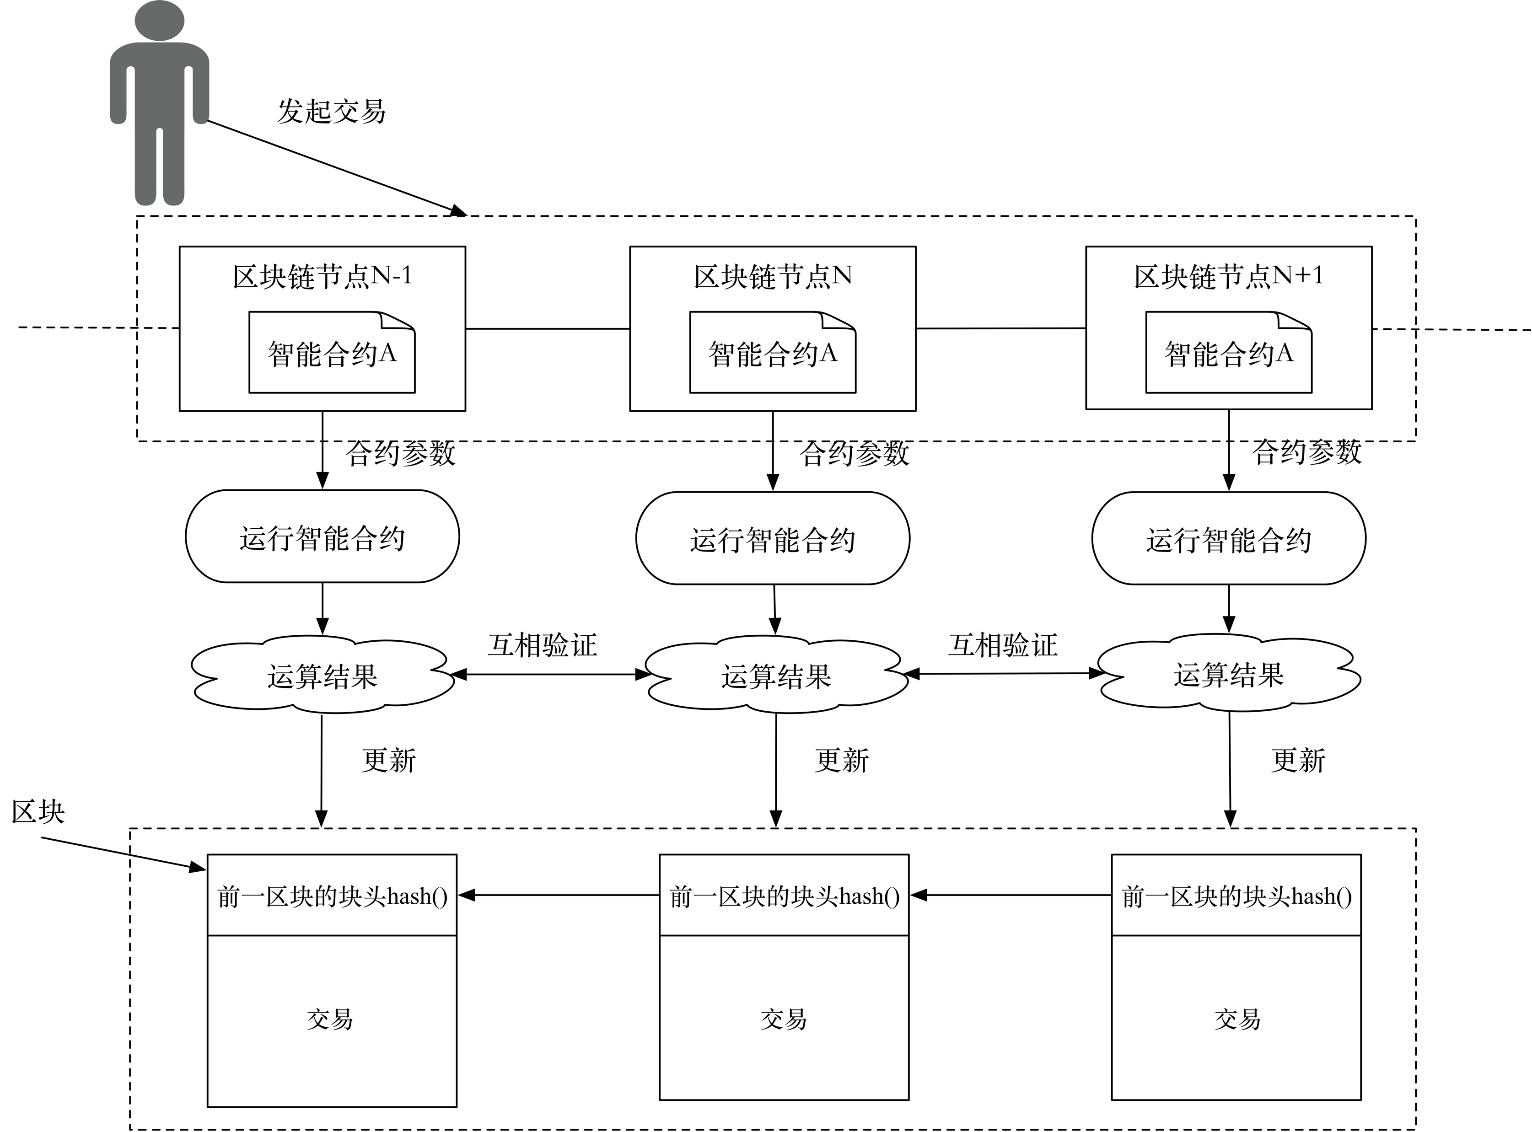 发起交易
区块链节点N-1
区块链节点N
区块链节点N+1
智能合约A
智能合约A
智能合约A
合约参数
合约参数
合约参数
运行智能合约
运行智能合约
运行智能合约
互相验证
互相验证
运算结果
运算结果
运算结果
更新
更新
更新
区块
前一区块的块头hash()
前一区块的块头hash()
前一区块的块头hash()
交易
交易
交易